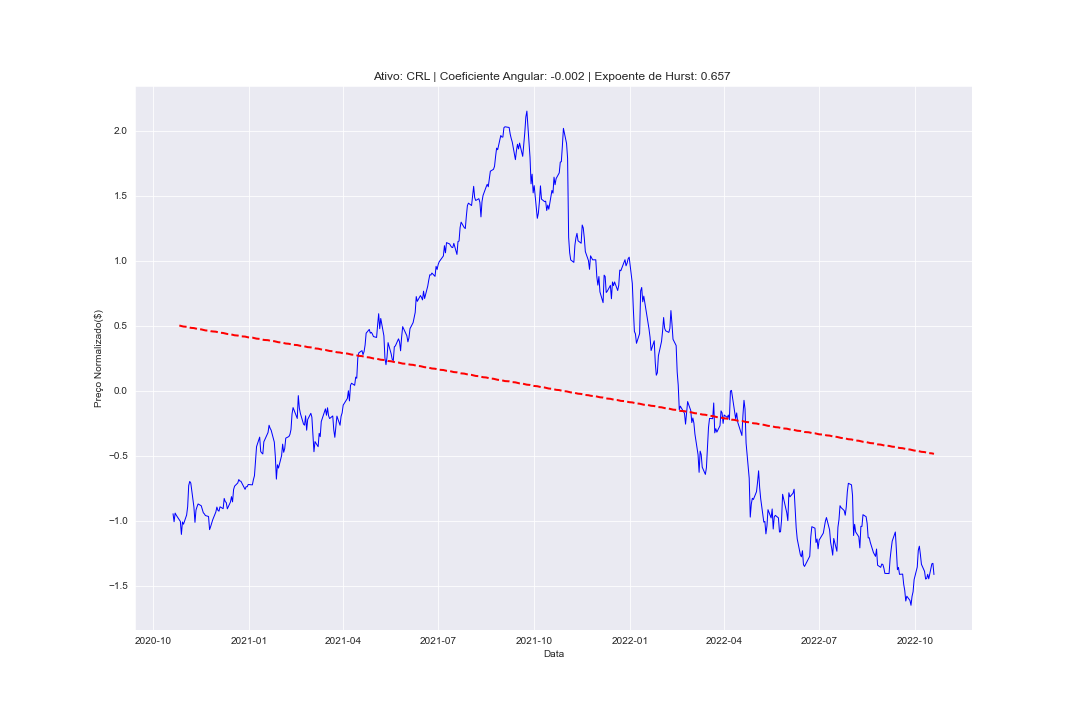 Ativo: CRL | Coeficiente Angular: -0.002 | Expoente de Hurst: 0.657
Preço Normalizado($)
2.0
1.5
1.0
0.5
0.0
−0.5
−1.0
−1.5
2020-10 2021-01 2021-04 2021-07 2021-10 2022-01 2022-04 2022-07 2022-10
Data